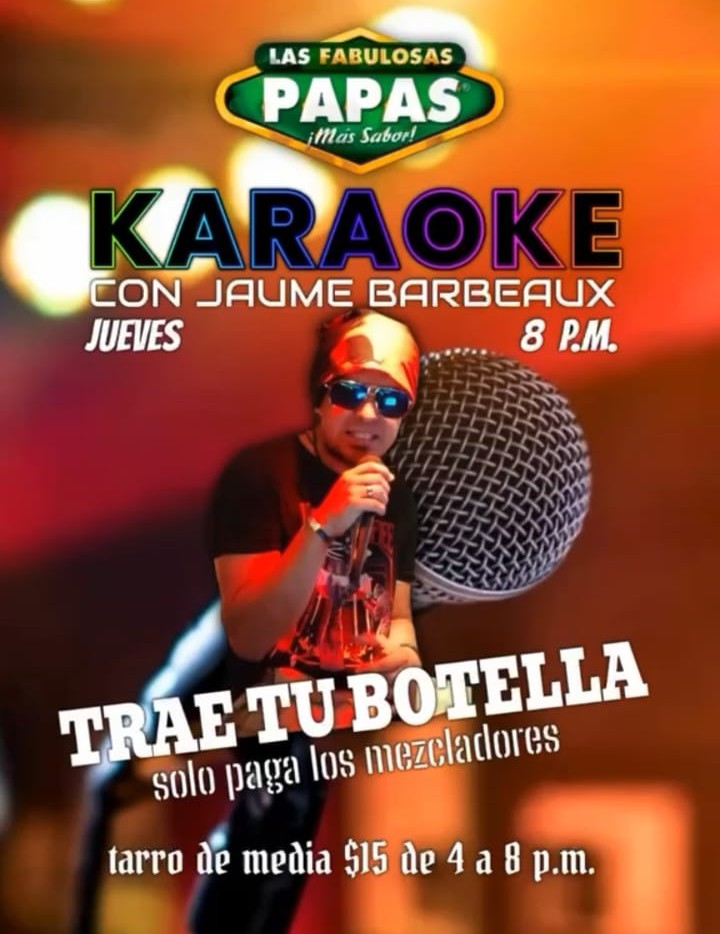 LAS FABULOSAS
PAPAS
¡Más Sabor!
KARAOKE
CON JAUME BARBEAUX
JUEVES 8 P.M.
TRAE TU BOTELLA
solo paga los mezcladores
tarro de media $15 de 4 a 8 p.m.